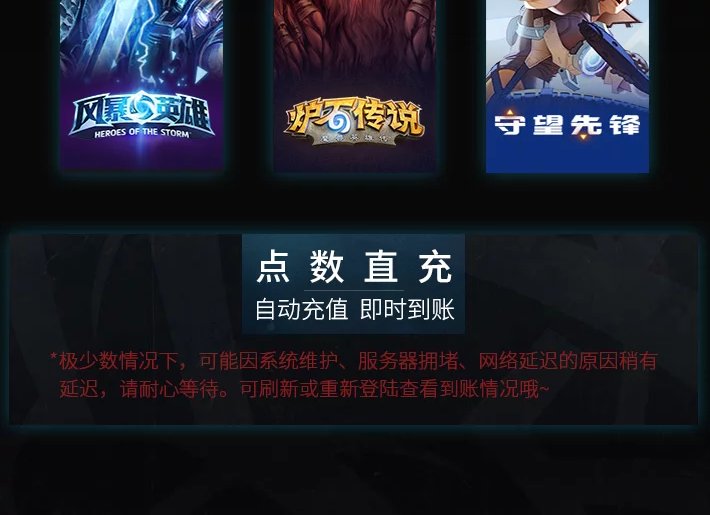 风暴英雄
HEROES OF THE STORM
炉石传说
魔兽英雄传
守望先锋
点数直充
自动充值 即时到账
*极少数情况下，可能因系统维护、服务器拥堵、网络延迟的原因稍有
延迟，请耐心等待。可刷新或重新登陆查看到账情况哦~